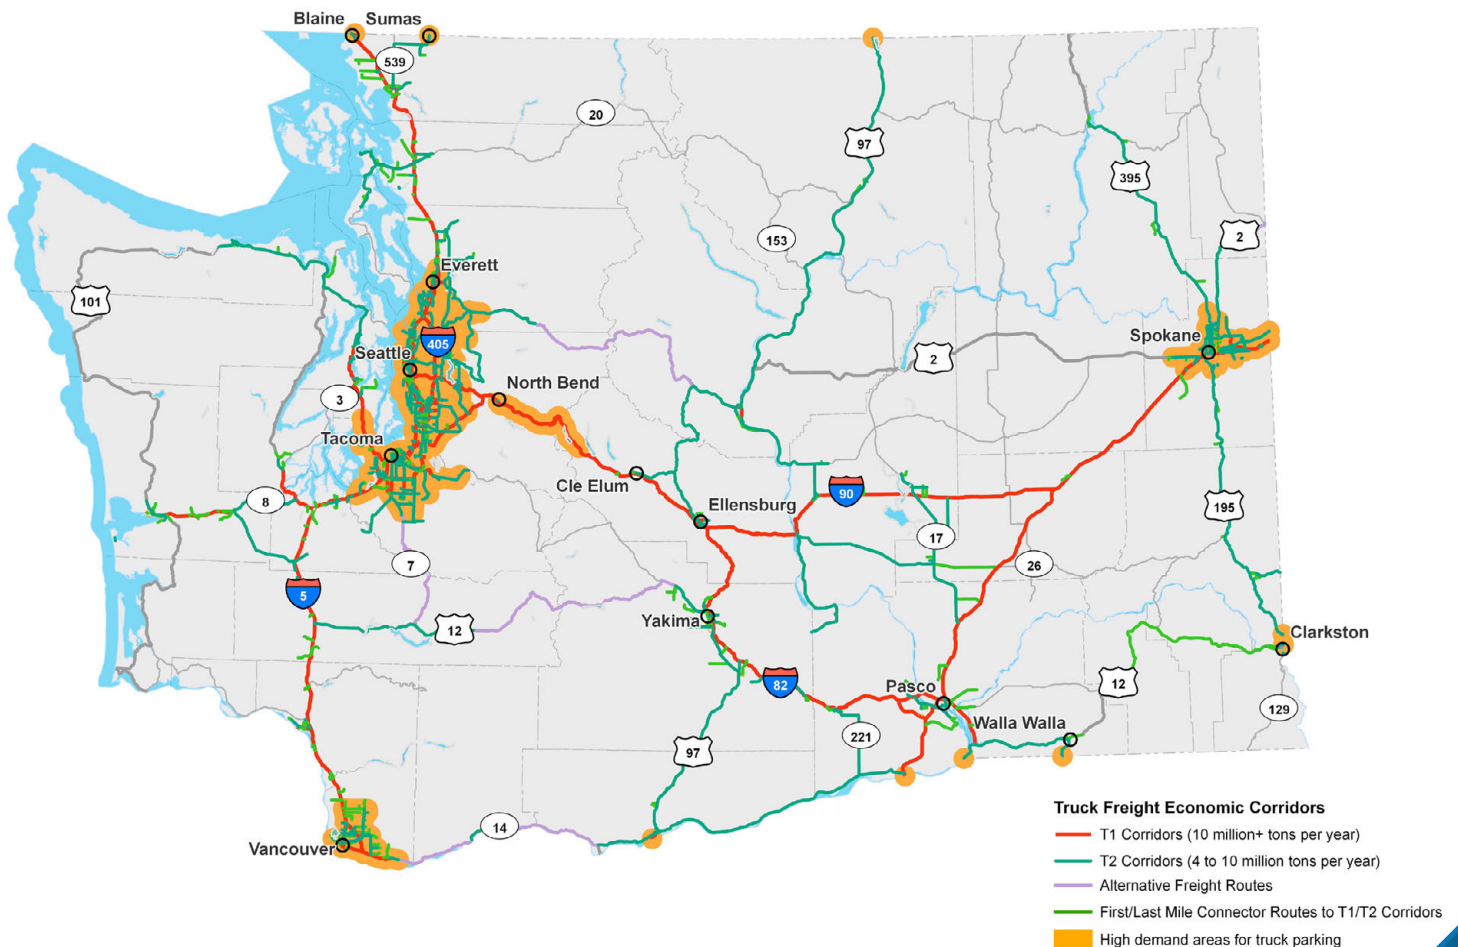 Blaine Sumas
539
20
97
395
2
153
101
Everett
405
Seattle
Spokane
2
North Bend
3
Tacoma
Cle Elum
8
Ellensburg
90
195
17
7
26
5
12
Yakima
Clarkston
82
Pasco
12
129
Walla Walla
221
97
14
Vancouver
Truck Freight Economic Corridors
T1 Corridors (10 million+ tons per year)
T2 Corridors (4 to 10 million tons per year)
Alternative Freight Routes
First/Last Mile Connector Routes to T1/T2 Corridors
High demand areas for truck parking